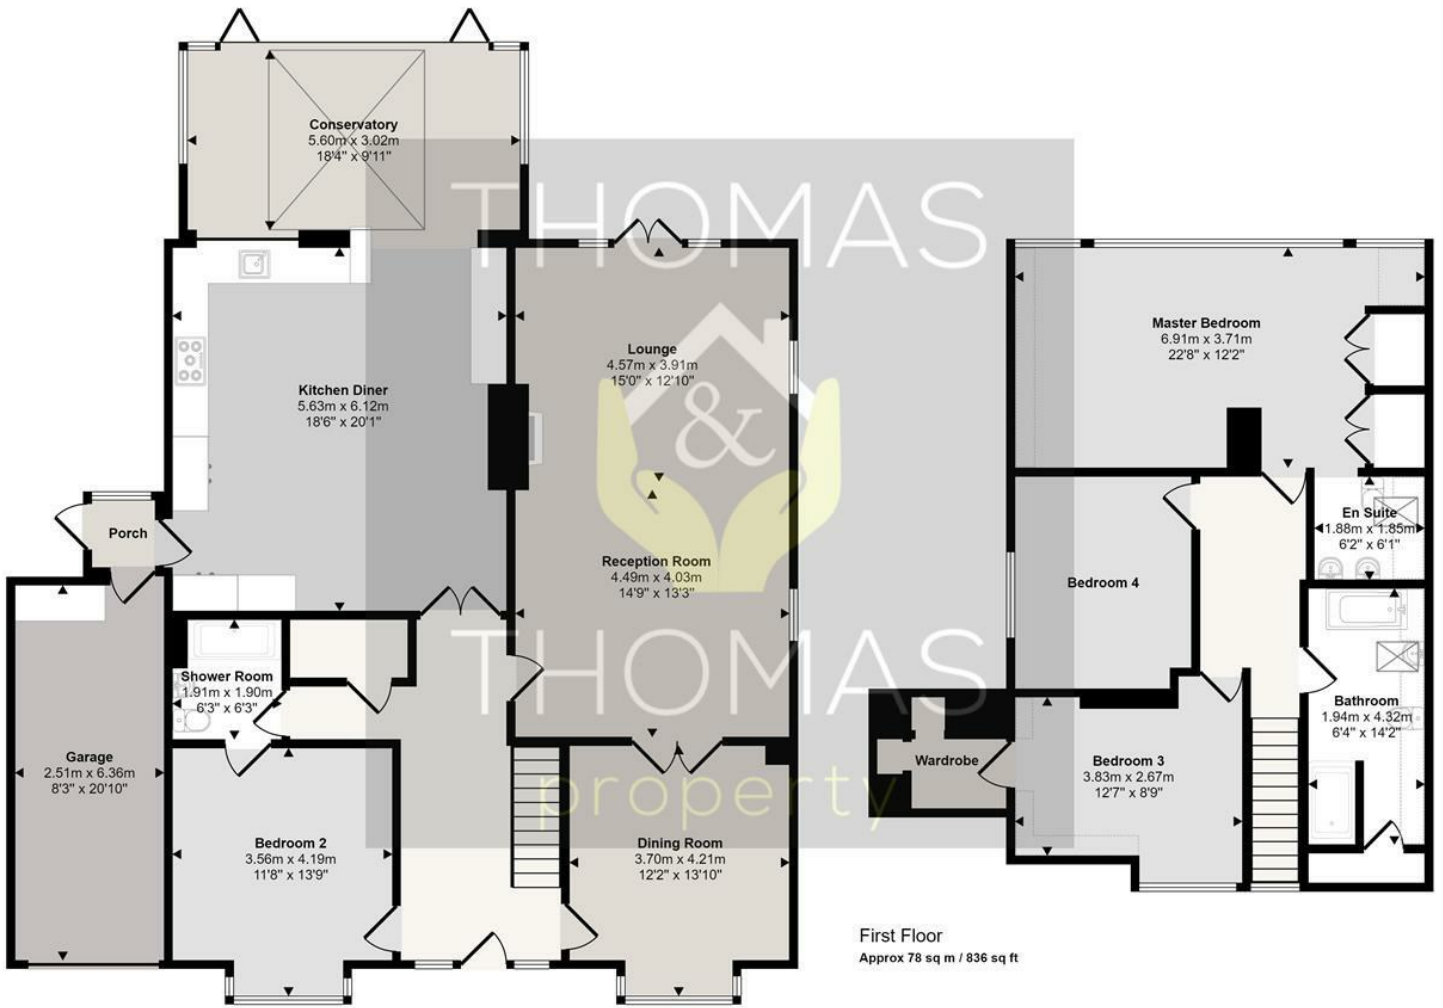 Conservatory
5.60m x 3.02m
18'4" x 9'11"
THOMAS
Lounge
4.57m x 3.91m
15'0" x 12'10"
Master Bedroom
6.91m x 3.71m
22'8" x 12'2"
Kitchen Diner
5.63m x 6.12m
18'6" x 20'1"
&
Porch
En Suite
1.88m x 1.85m
6'2" x 6'1"
Reception Room
4.49m x 4.03m
14'9" x 13'3"
Bedroom 4
THOMAS
Shower Room
1.91m x 1.90m
6'3" x 6'3"
Bathroom
1.94m x 4.32m
6'4" x 14'2"
Garage
2.51m x 6.36m
8'3" x 20'10"
Wardrobe
Bedroom 3
3.83m x 2.67m
12'7" x 8'9"
property
Bedroom 2
3.56m x 4.19m
11'8" x 13'9"
Dining Room
3.70m x 4.21m
12'2" x 13'10"
First Floor
Approx 78 sq m / 836 sq ft